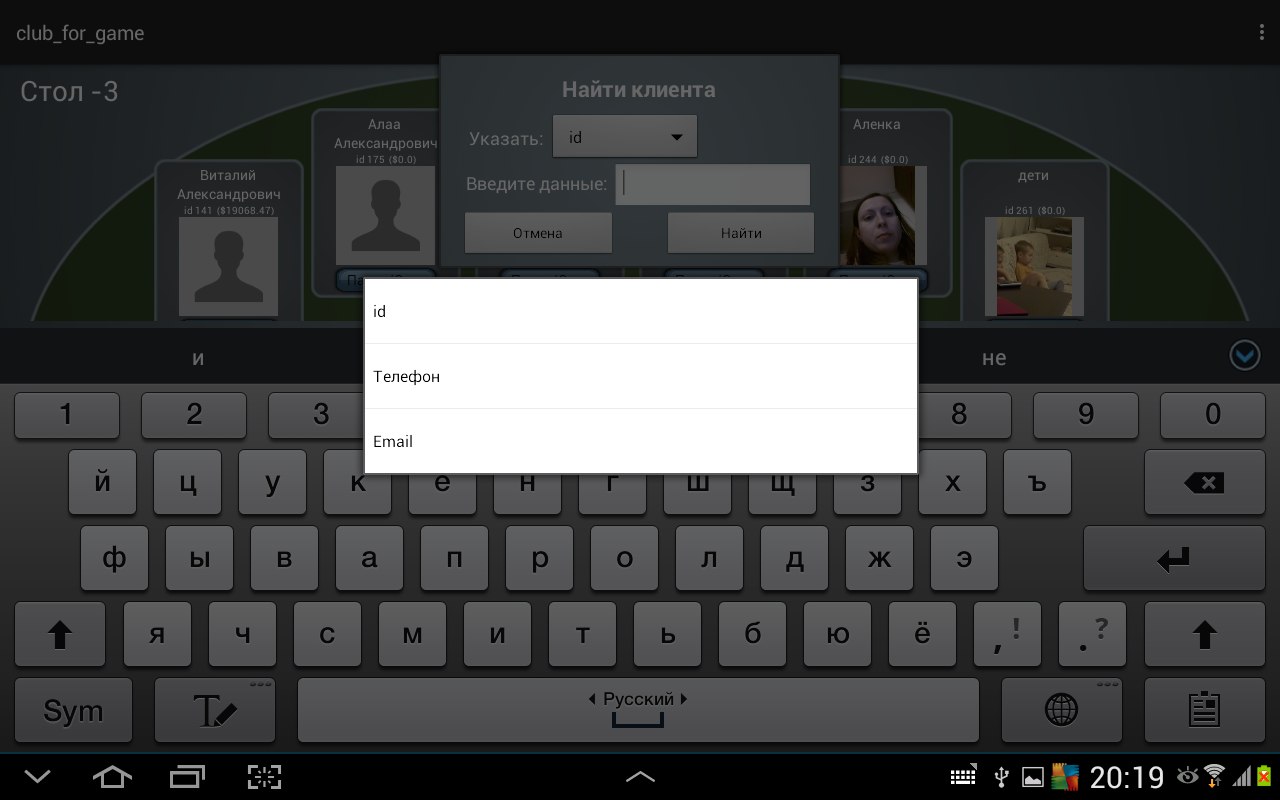 club_for_game
Стол -3
Найти клиента
Указать: id
Введите данные:
Отмена Найти
Алаа
Александрович
id 175 ($0.0)
Виталий
Александрович
id 141 ($19068.47)
Аленка
id 244 ($0.0)
дети
id 261 ($0.0)
id
Телефон
Email
и не
1 2 3 8 9 0
й ц у к е н г ш щ з х ъ
ф ы в а п р о л д ж э
я ч с м и т ь б ю ё , ! . ?
Sym Русский
20:19